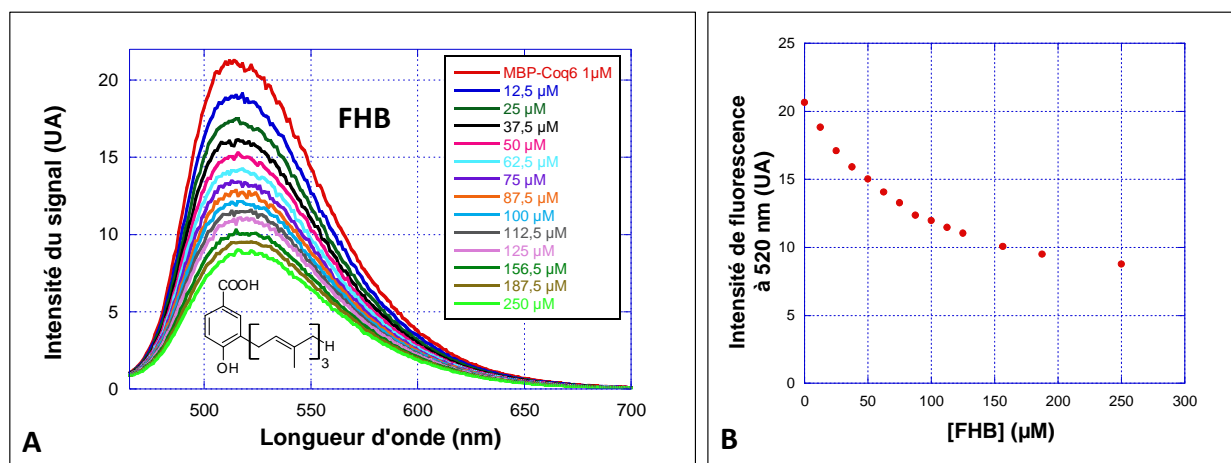 Intensité du signal (UA)
20
15
10
5
0
500
550
600
650
700
Longueur d'onde (nm)
FHB
MBP-Coq6 1µM
12,5 µM
25 µM
37,5 µM
50 µM
62,5 µM
75 µM
87,5 µM
100 µM
112,5 µM
125 µM
156,5 µM
187,5 µM
250 µM
COOH
OH
H
3
A
Intensité de fluorescence
à 520 nm (UA)
25
20
15
10
5
0
0
50
100
150
200
250
300
[FHB] (µM)
B